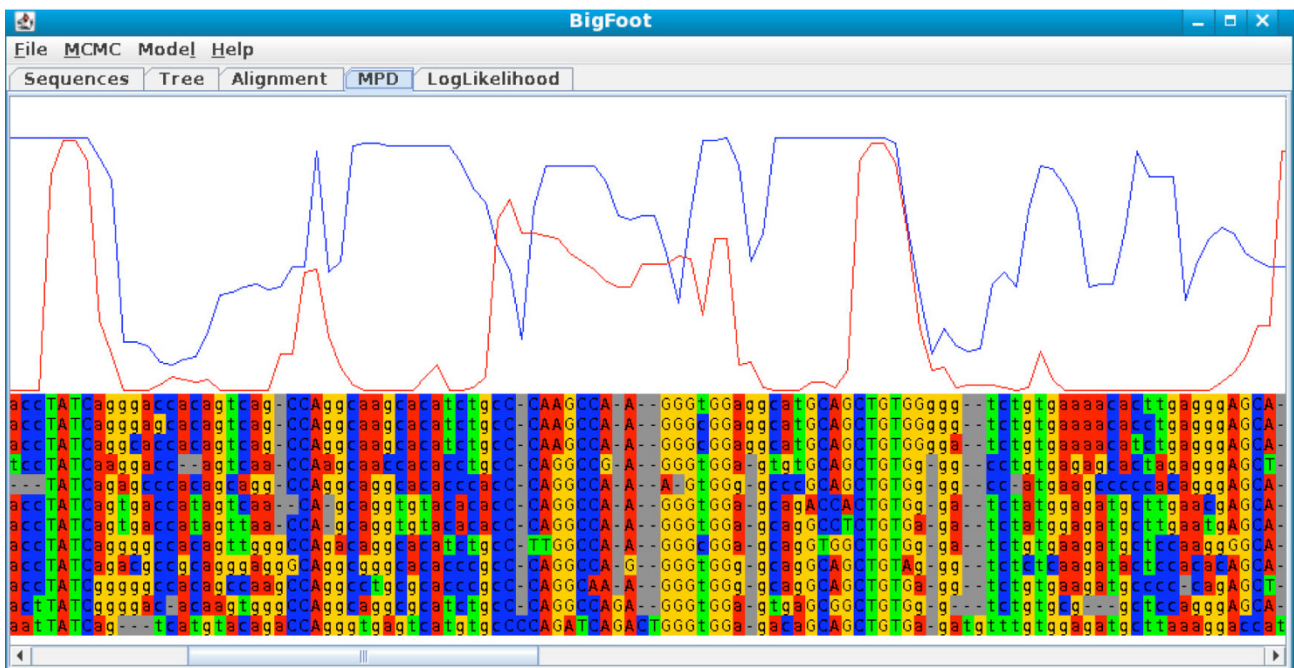 BigFoot
File MCMC Model Help
Sequences Tree Alignment MPD LogLikelihood
accTATCagggaccacagtcag-CCAggcaagcacatctgcC-CAAGCCA-A--GGGtGGaggcatGCAGCTGTGGggg--tctgtgaaaacacttgagggAGCA-
accTATCagggagcacagtcag-CCAggcaagcacatctgcC-CAAGCCA-A--GGGcGGaggcatGCAGCTGTGGggg--tctgtgaaaacacctgagggAGCA-
accTATCaggcaccacagtcag-CCAggcaagcacatctgcC-CAAGCCA-A--GGGcGGaggcatGCAGCTGTGGgga--tctgtgaaaacatctgagggAGCA-
tccTATCaaggacc--agtcaa-CCAagcaaccacacctgcC-CAGGCCG-A--GGGtGGa-gtgtGCAGCTGTGg-gg--cctgtgagagcactagagggAGCT-
---TATCagagcccacagcagg-CCAggcaggcacacccacC-CAGGCCA-A--A-GtGGg-gcccGCAGCTGTGg-gg--cc-atgaagcccccacagggAGCA-
accTATCagtgaccatagtcaa--CA-gcaggtgtacacacC-CAGGCCA-A--GGGtGGa-gcagACCACTGTGg-ga--tctatggagatgcttgaacgAGCA-
accTATCagtgaccatagttaa-CCA-gcaggtgtacacacC-CAGGCCA-A--GGGtGGa-gcaggCCTCTGTGa-ga--tctatggagatgcttgaatgAGCA-
accTATCaggggccacagttgggCCAgacaggcacatctgcC-TTGGCCA-A--GGGcGGa-gcaggTGGCTGTGg-ga--tctgtgaagatgctccaaggGGCA-
accTATCagacgccgcagggaggGCAggcgggcacacccgcC-CAGGCCA-G--GGGtGGg-gcaggCAGCTGTAg-gg--tctctcaagatactccacacAGCA-
accTATCgggggccacagccaagCCAggcctgcgcacccgcC-CAGGCAA-A--GGGtGGg-gcaggCAGCTGTGa-gg--tctgtgaagatgcccc-cagAGCT-
actTATCggggac-acaagtgggCCAggcaggcgcatctgcC-CAGGCCAGA--GGGtGGa-gtgagCGGCTGTGg-g---tctgtgcg---gctccagggAGCA-
aatTATCag---tcatgtacagaCCAgggtgagtcatgtgcCCCAGATCAGACTGGGtGGa-gacagCAGCTGTGa-gatgtttgtggagatgcttaaaggaccat